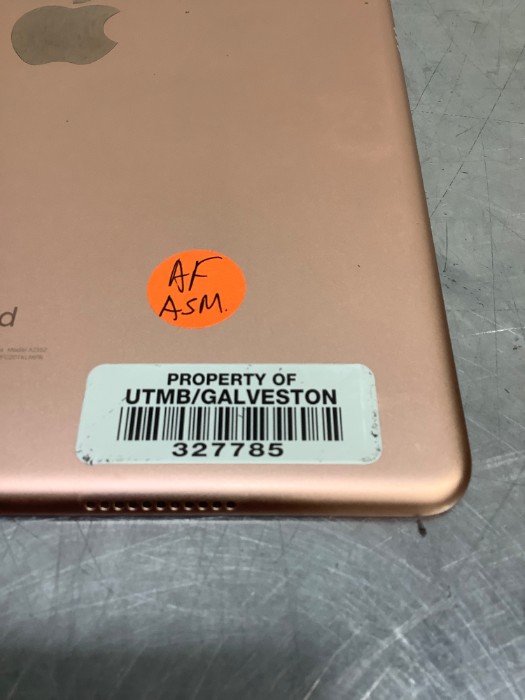 AF
ASM.
d
PROPERTY OF
UTMB/GALVESTON
327785